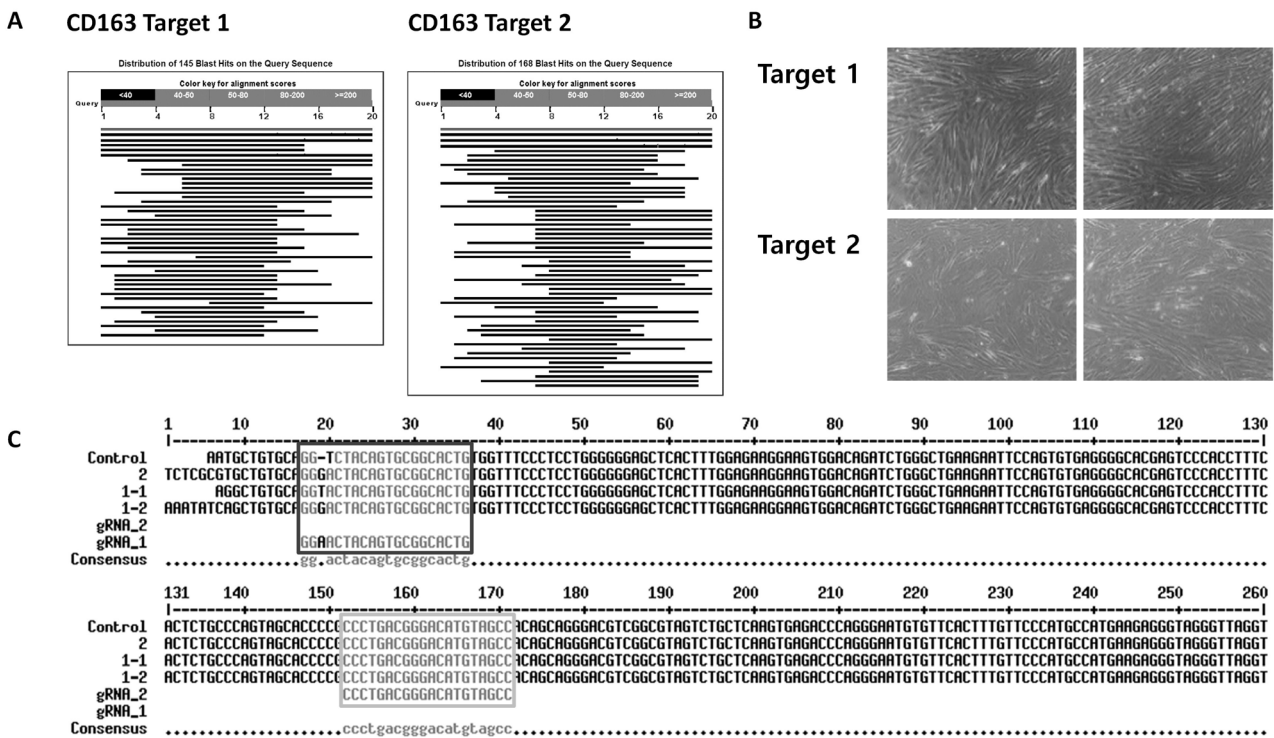 A
CD163 Target 1
CD163 Target 2
Distribution of 145 Blast Hits on the Query Sequence
Color key for alignment scores
<40 40-50 50-80 80-200 >=200
Query
1 4 8 12 16 20
Distribution of 168 Blast Hits on the Query Sequence
Color key for alignment scores
<40 40-50 50-80 80-200 >=200
Query
1 4 8 12 16 20
B
Target 1
Target 2
C
1 10 20 30 40 50 60 70 80 90 100 110 120 130
Control AATGCTGTGCAGG-TCTACAGTGCGGCACTGTGGTTTCCCTCCTGGGGGGAGCTCACTTTGGAGAAGGAAGTGGACAGATCTGGGCTGAAGAATTCCAGTGTGAGGGGCACGAGTCCCACCTTTC
2 TCTCGCGTGCTGTGCAGGGACTACAGTGCGGCACTGTGGTTTCCCTCCTGGGGGGAGCTCACTTTGGAGAAGGAAGTGGACAGATCTGGGCTGAAGAATTCCAGTGTGAGGGGCACGAGTCCCACCTTTC
1-1 AGGCTGTGCAGGTACTACAGTGCGGCACTGTGGTTTCCCTCCTGGGGGGAGCTCACTTTGGAGAAGGAAGTGGACAGATCTGGGCTGAAGAATTCCAGTGTGAGGGGCACGAGTCCCACCTTTC
1-2 AAATATCAGCTGTGCAGGGACTACAGTGCGGCACTGTGGTTTCCCTCCTGGGGGGAGCTCACTTTGGAGAAGGAAGTGGACAGATCTGGGCTGAAGAATTCCAGTGTGAGGGGCACGAGTCCCACCTTTC
gRNA_2
gRNA_1 GGAACTACAGTGCGGCACTG
Consensus ................gg.actacagtgcggcactg.............................................................................................
131 140 150 160 170 180 190 200 210 220 230 240 250 260
Control ACTCTGCCCAGTAGCACCCCGCCCTGACGGGACATGTAGCCACAGCAGGGACGTCGGCGTAGTCTGCTCAAGTGAGACCCAGGGAATGTGTTCACTTTGTTCCCATGCCATGAAGAGGGTAGGGTTAGGT
2 ACTCTGCCCAGTAGCACCCCGCCCTGACGGGACATGTAGCCACAGCAGGGACGTCGGCGTAGTCTGCTCAAGTGAGACCCAGGGAATGTGTTCACTTTGTTCCCATGCCATGAAGAGGGTAGGGTTAGGT
1-1 ACTCTGCCCAGTAGCACCCCGCCCTGACGGGACATGTAGCCACAGCAGGGACGTCGGCGTAGTCTGCTCAAGTGAGACCCAGGGAATGTGTTCACTTTGTTCCCATGCCATGAAGAGGGTAGGGTTAGGT
1-2 ACTCTGCCCAGTAGCACCCCGCCCTGACGGGACATGTAGCCACAGCAGGGACGTCGGCGTAGTCTGCTCAAGTGAGACCCAGGGAATGTGTTCACTTTGTTCCCATGCCATGAAGAGGGTAGGGTTAGGT
gRNA_2 CCCTGACGGGACATGTAGCC
gRNA_1
Consensus .....................ccctgacgggacatgtagcc.........................................................................................